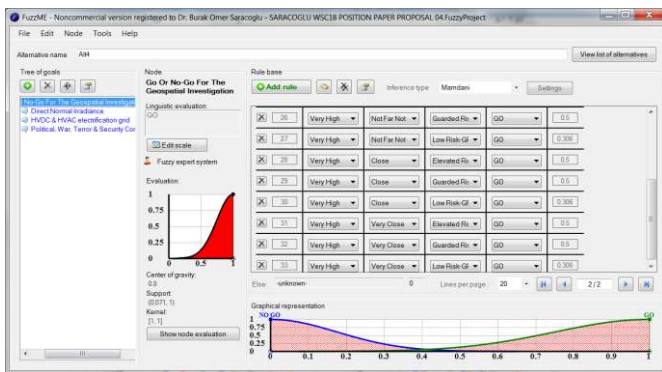 FuzzME - Noncommercial version registered to Dr. Burak Omer Saracoglu - SARACOGLU WSC18 POSITION PAPER PROPOSAL 04.FuzzyProject
File Edit Node Tools Help
Alternative name Alt4 View list of alternatives
Tree of goals
No-Go For The Geospatial Investigat
Direct Normal Irradiance
HVDC & HVAC electrification grid
Political, War, Terror & Security Cor
Node
Go Or No-Go For The
Geospatial Investigation
Linguistic evaluation:
GO
Edit scale
Fuzzy expert system
Evaluation:
1
0.75
0.5
0.25
0
0 0.5 1
Center of gravity:
0.8
Support:
(0.071, 1)
Kernel:
[1, 1]
Show node evaluation
Rule base
Add rule Inference type Mamdani Settings
26 Very High Not Far Not Guarded Ris GO 0.5
27 Very High Not Far Not Low Risk-Gl GO 0.306
28 Very High Close Elevated Ris GO 0.5
29 Very High Close Guarded Ris GO 0.5
30 Very High Close Low Risk-Gl GO 0.306
31 Very High Very Close Elevated Ris GO 0.5
32 Very High Very Close Guarded Ris GO 0.5
33 Very High Very Close Low Risk-Gl GO 0.306
Else: -unknown- 0 Lines per page: 20 2/2
Graphical representation
NO GO GO
1
0.75
0.5
0.25
0
0 0.1 0.2 0.3 0.4 0.5 0.6 0.7 0.8 0.9 1